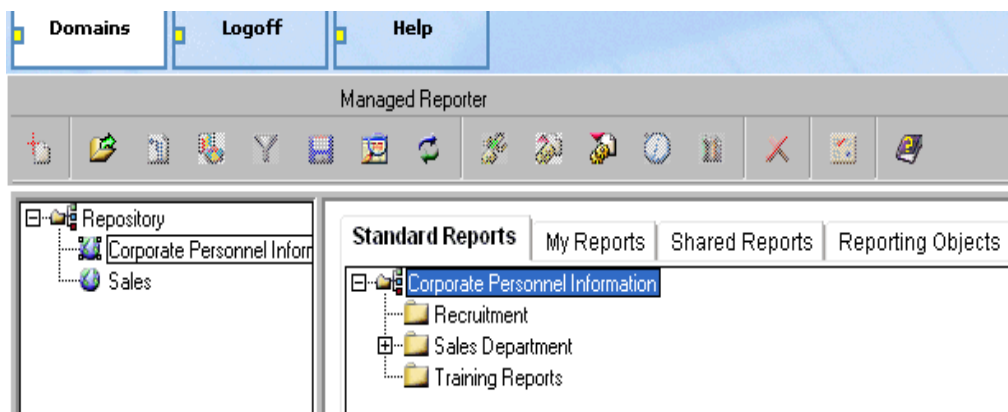 Domains Logoff Help
Managed Reporter
Repository
Corporate Personnel Inforr
Sales
Standard Reports My Reports Shared Reports Reporting Objects
Corporate Personnel Information
Recruitment
Sales Department
Training Reports